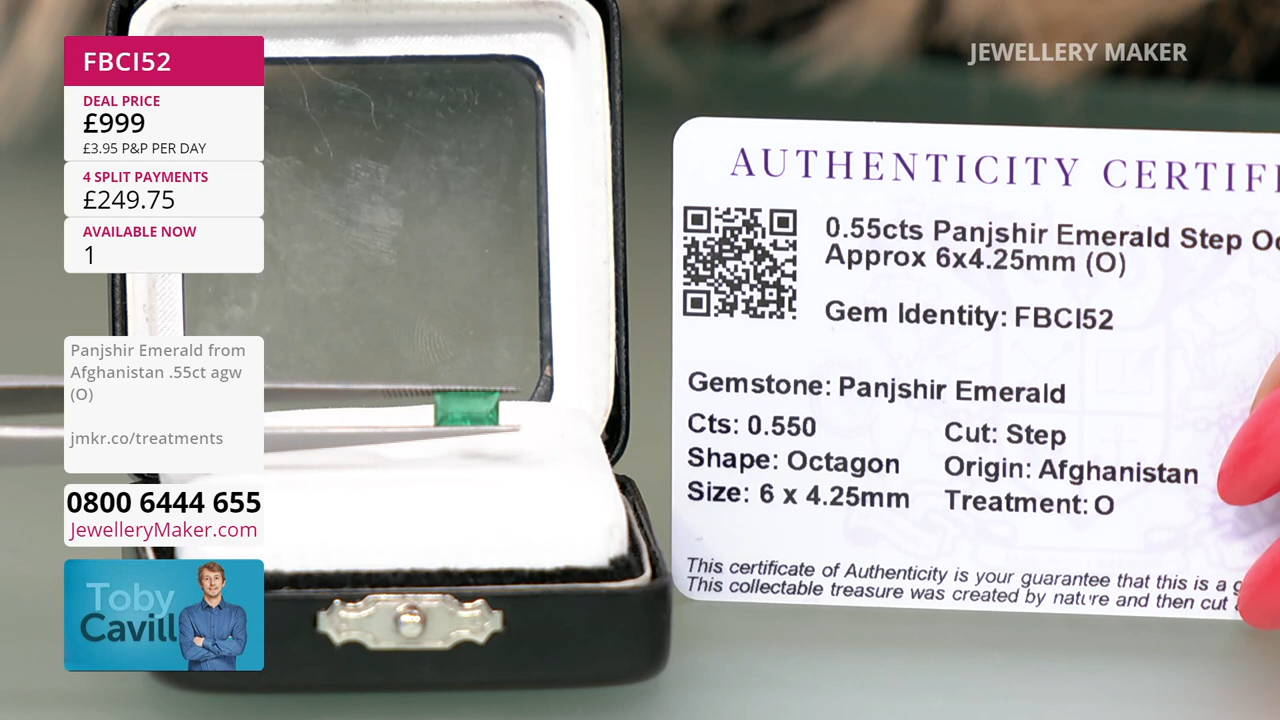 FBCI52
DEAL PRICE
£999
£3.95 P&P PER DAY
4 SPLIT PAYMENTS
£249.75
AVAILABLE NOW
1
Panjshir Emerald from
Afghanistan .55ct agw
(O)
jmkr.co/treatments
0800 6444 655
JewelleryMaker.com
Toby
Cavill
JEWELLERY MAKER
AUTHENTICITY CERTIF
0.55cts Panjshir Emerald Step Oc
Approx 6x4.25mm (O)
Gem Identity: FBCI52
Gemstone: Panjshir Emerald
Cts: 0.550
Cut: Step
Shape: Octagon
Origin: Afghanistan
Size: 6 x 4.25mm
Treatment: O
This certificate of Authenticity is your guarantee that this is a g
This collectable treasure was created by nature and then cut